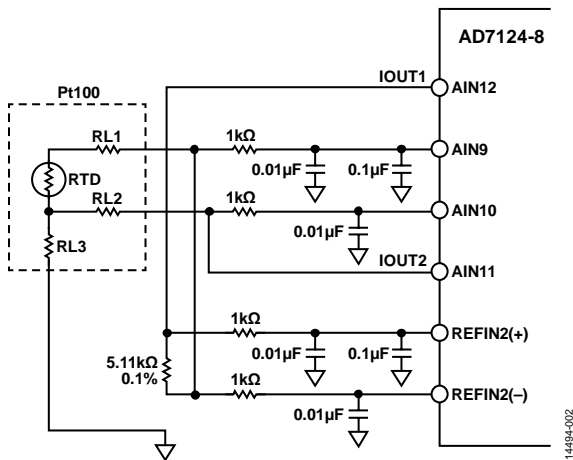 AD7124-8
IOUT1
AIN12
Pt100
RL1
1kΩ
AIN9
0.01µF
0.1µF
RTD
RL2
1kΩ
AIN10
0.01µF
RL3
IOUT2
AIN11
1kΩ
REFIN2(+)
5.11kΩ
0.1%
0.01µF
0.1µF
1kΩ
REFIN2(–)
0.01µF
14494-002